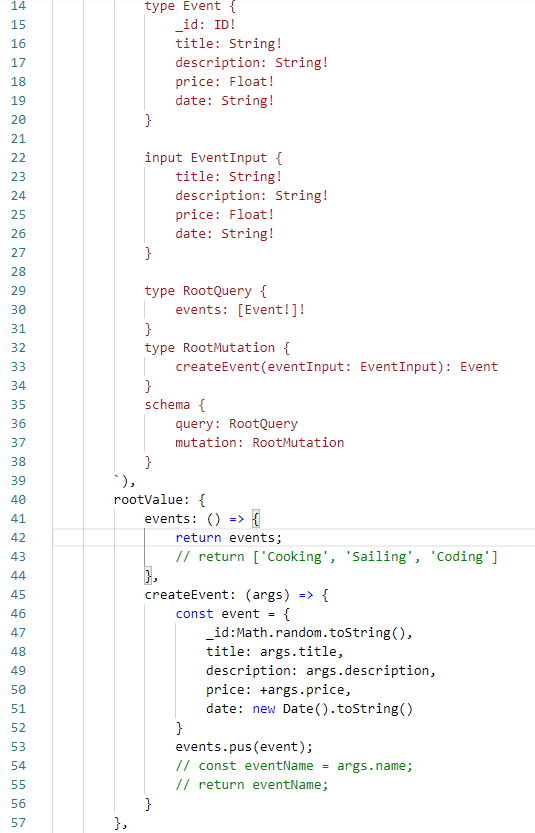 14 type Event {
15 _id: ID!
16 title: String!
17 description: String!
18 price: Float!
19 date: String!
20 }
21
22 input EventInput {
23 title: String!
24 description: String!
25 price: Float!
26 date: String!
27 }
28
29 type RootQuery {
30 events: [Event!]!
31 }
32 type RootMutation {
33 createEvent(eventInput: EventInput): Event
34 }
35 schema {
36 query: RootQuery
37 mutation: RootMutation
38 }
39 `),
40 rootValue: {
41 events: () => {
42 return events;
43 // return ['Cooking', 'Sailing', 'Coding']
44 },
45 createEvent: (args) => {
46 const event = {
47 _id:Math.random.toString(),
48 title: args.title,
49 description: args.description,
50 price: +args.price,
51 date: new Date().toString()
52 }
53 events.pus(event);
54 // const eventName = args.name;
55 // return eventName;
56 }
57 },